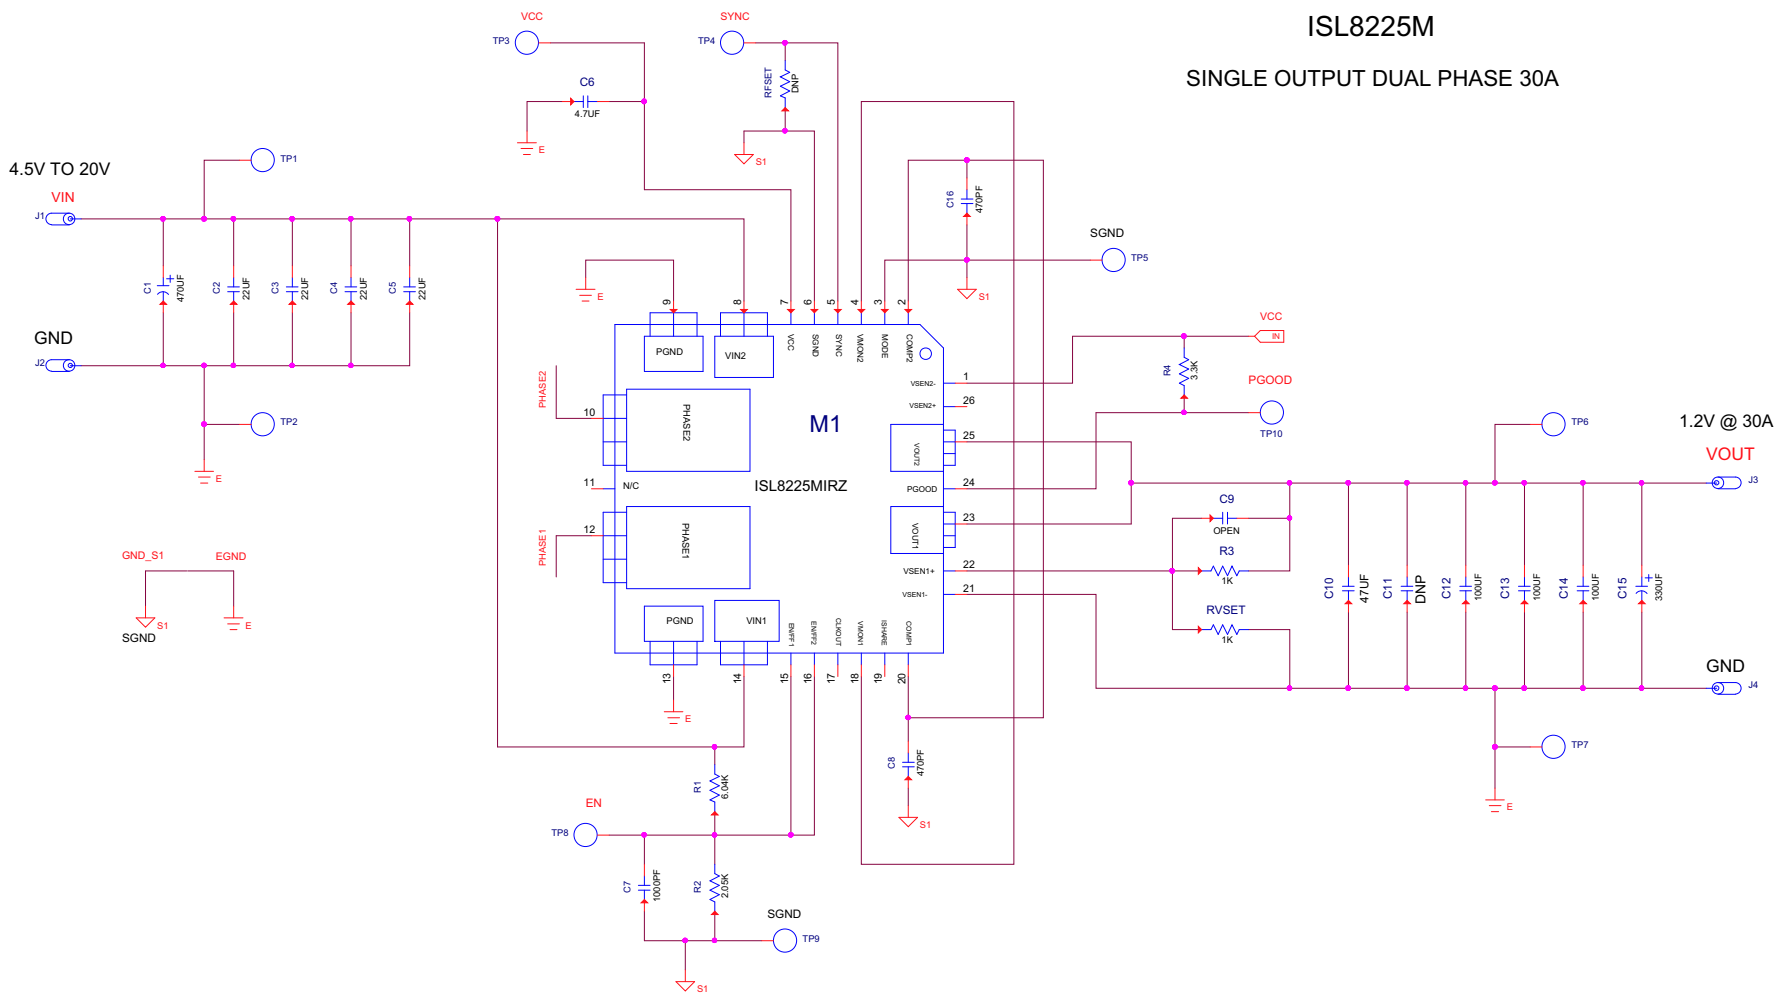 ISL8225M
SINGLE OUTPUT DUAL PHASE 30A
VCC
TP3
C6
4.7UF
E
SYNC
TP4
RFSET
DNP
S1
4.5V TO 20V
VIN
J1
TP1
C1
+
470UF
C2
22UF
C3
22UF
C4
22UF
C5
22UF
GND
J2
TP2
E
GND_S1
EGND
S1
E
SGND
C16
470PF
SGND
TP5
S1
E
9
8
7
6
5
4
3
2
PGND
VIN2
VCC
SGND
SYNC
VMON2
MODE
COMP2
PHASE2
10
PHASE2
11
N/C
PHASE1
12
PHASE1
M1
ISL8225MIRZ
VSEN2-
1
VSEN2+
26
VOUT2
25
PGOOD
24
VOUT1
23
VSEN1+
22
VSEN1-
21
PGND
VIN1
EN/FF1
EN/FF2
CLKOUT
VMON1
ISHARE
COMP1
13
14
15
16
17
18
19
20
E
VCC
IN
R4
3.3K
PGOOD
TP10
C9
OPEN
R3
1K
RVSET
1K
TP6
1.2V @ 30A
VOUT
J3
C10
47UF
C11
DNP
C12
100UF
C13
100UF
C14
100UF
C15
+
330UF
GND
J4
TP7
E
C8
470PF
S1
R1
6.04K
EN
TP8
C7
1000PF
R2
2.05K
SGND
TP9
S1